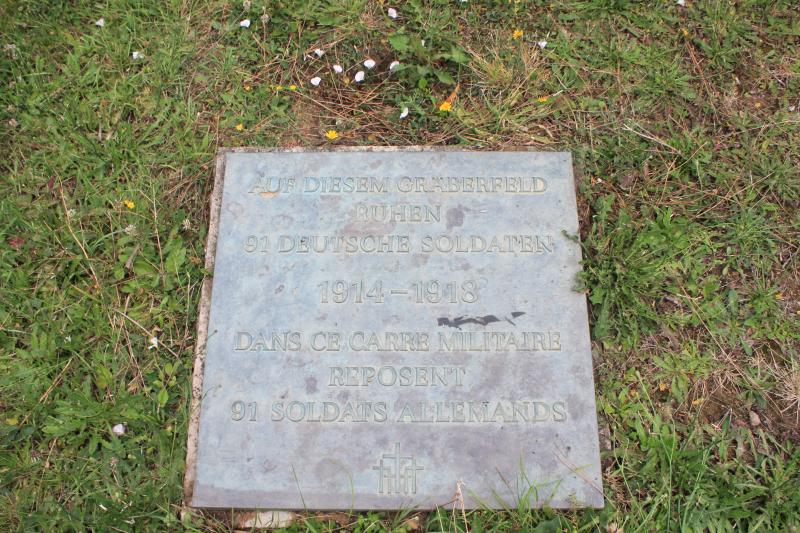 AUF DIESEM GRÄBERFELD
RUHEN
91 DEUTSCHE SOLDATEN
1914 – 1918
DANS CE CARRE MILITAIRE
REPOSENT
91 SOLDATS ALLEMANDS